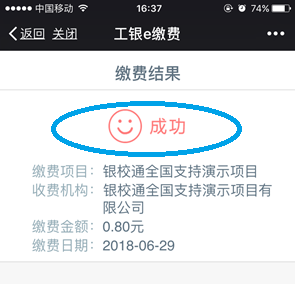 中国移动 16:37 74%
返回 关闭 工银e缴费
缴费结果
成功
缴费项目: 银校通全国支持演示项目
收费机构: 银校通全国支持演示项目有
限公司
缴费金额: 0.80元
缴费日期: 2018-06-29